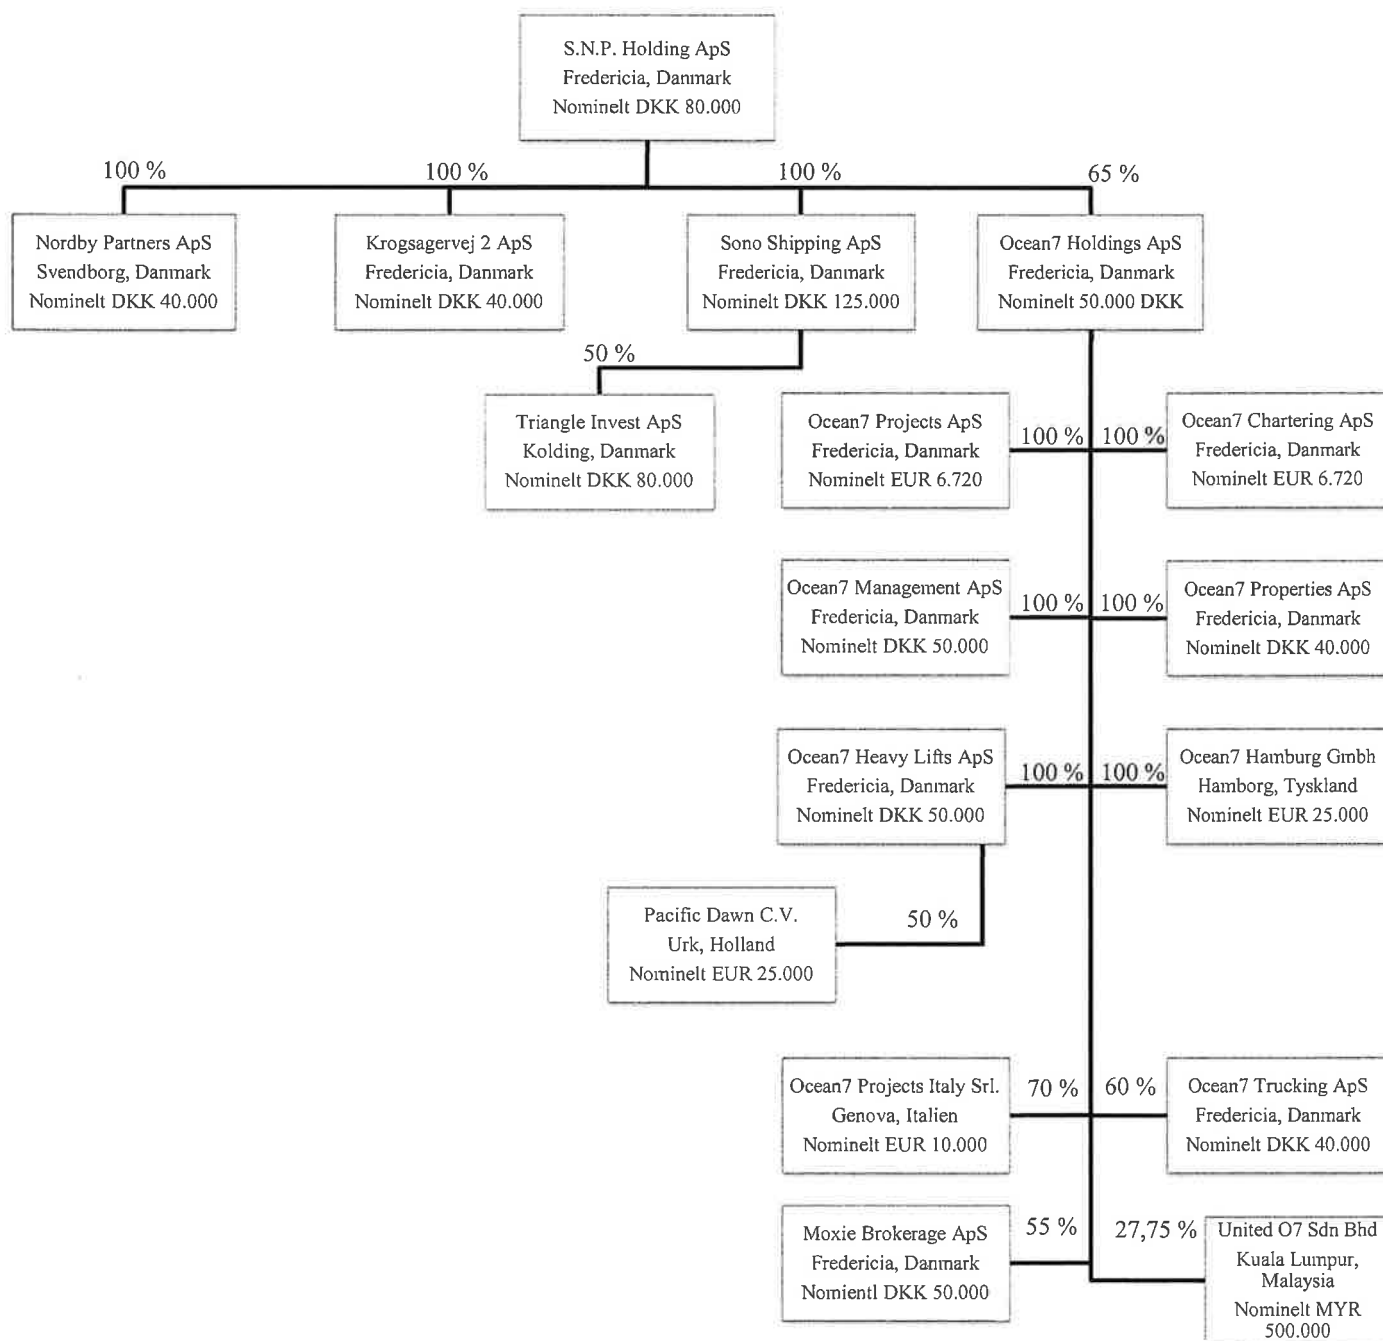 S.N.P. Holding ApS
Fredericia, Danmark
Nominelt DKK 80.000
100 %
100 %
100 %
65 %
Nordby Partners ApS
Svendborg, Danmark
Nominelt DKK 40.000
Krogsagervej 2 ApS
Fredericia, Danmark
Nominelt DKK 40.000
Sono Shipping ApS
Fredericia, Danmark
Nominelt DKK 125.000
Ocean7 Holdings ApS
Fredericia, Danmark
Nominelt 50.000 DKK
50 %
Triangle Invest ApS
Kolding, Danmark
Nominelt DKK 80.000
Ocean7 Projects ApS
Fredericia, Danmark
Nominelt EUR 6.720
100 %
100 %
Ocean7 Chartering ApS
Fredericia, Danmark
Nominelt EUR 6.720
Ocean7 Management ApS
Fredericia, Danmark
Nominelt DKK 50.000
100 %
100 %
Ocean7 Properties ApS
Fredericia, Danmark
Nominelt DKK 40.000
Ocean7 Heavy Lifts ApS
Fredericia, Danmark
Nominelt DKK 50.000
100 %
100 %
Ocean7 Hamburg Gmbh
Hamborg, Tyskland
Nominelt EUR 25.000
Pacific Dawn C.V.
Urk, Holland
Nominelt EUR 25.000
50 %
Ocean7 Projects Italy Srl.
Genova, Italien
Nominelt EUR 10.000
70 %
60 %
Ocean7 Trucking ApS
Fredericia, Danmark
Nominelt DKK 40.000
Moxie Brokerage ApS
Fredericia, Danmark
Nomientl DKK 50.000
55 %
27,75 %
United O7 Sdn Bhd
Kuala Lumpur,
Malaysia
Nominelt MYR
500.000